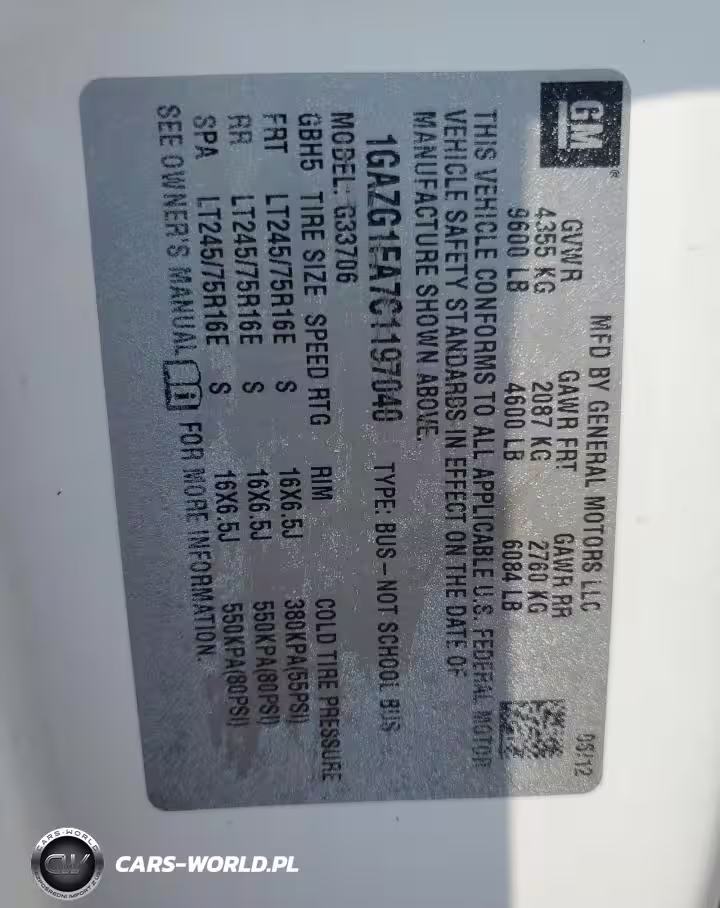 GM
MFD BY GENERAL MOTORS LLC 06/12
GVWR GAWR FRT GAWR RR
4355 KG 2087 KG 2760 KG
9600 LB 4600 LB 6084 LB
THIS VEHICLE CONFORMS TO ALL APPLICABLE U.S. FEDERAL MOTOR
VEHICLE SAFETY STANDARDS IN EFFECT ON THE DATE OF
MANUFACTURE SHOWN ABOVE.
1GAZG1FA7C1197040 TYPE: BUS – NOT SCHOOL BUS
MODEL: G33706
GBH5 TIRE SIZE SPEED RTG RIM COLD TIRE PRESSURE
FRT LT245/75R16E S 16X6.5J 380KPA(55PSI)
RR LT245/75R16E S 16X6.5J 550KPA(80PSI)
SPA LT245/75R16E S 16X6.5J 550KPA(80PSI)
SEE OWNER'S MANUAL FOR MORE INFORMATION
CARS-WORLD
CW
CARS-WORLD.PL